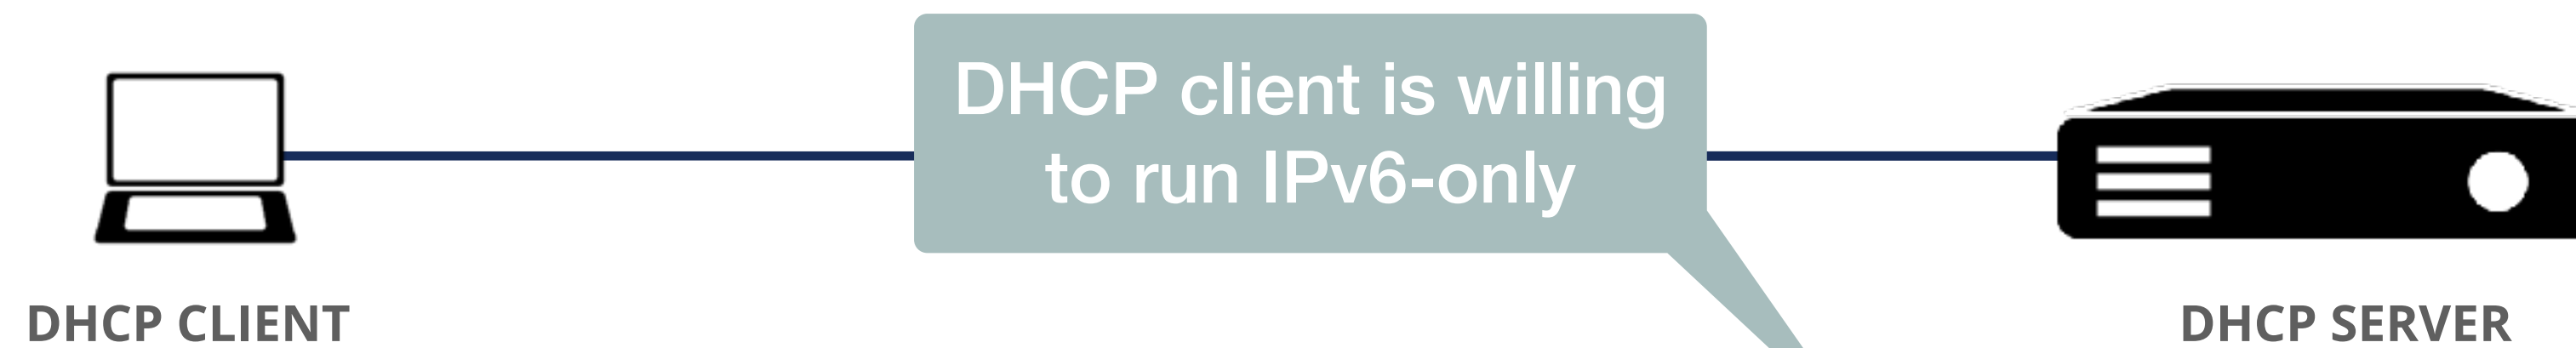 DHCP client is willing
to run IPv6-only
DHCP CLIENT
DHCP SERVER